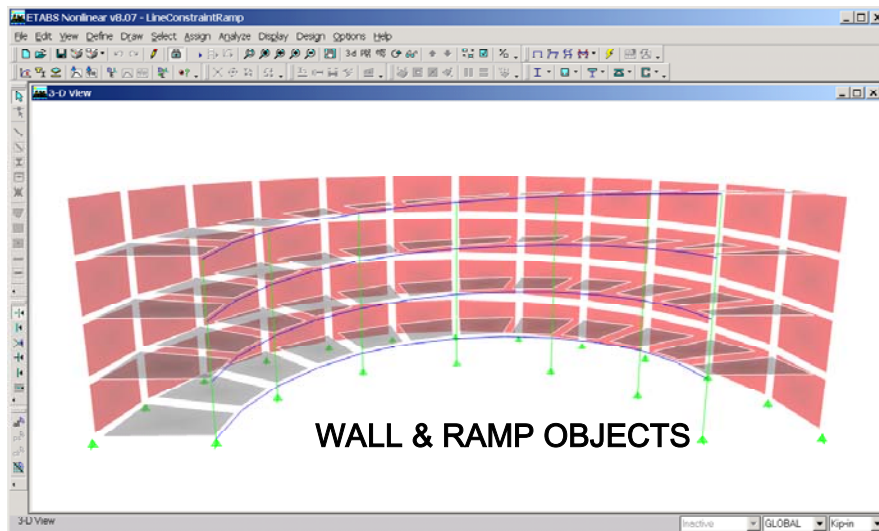 ETABS Nonlinear v8.07 - LineConstraintRamp
File Edit View Define Draw Select Assign Analyze Display Design Options Help
3-d
3-D View
WALL & RAMP OBJECTS
3-D View Inactive GLOBAL Kip-in